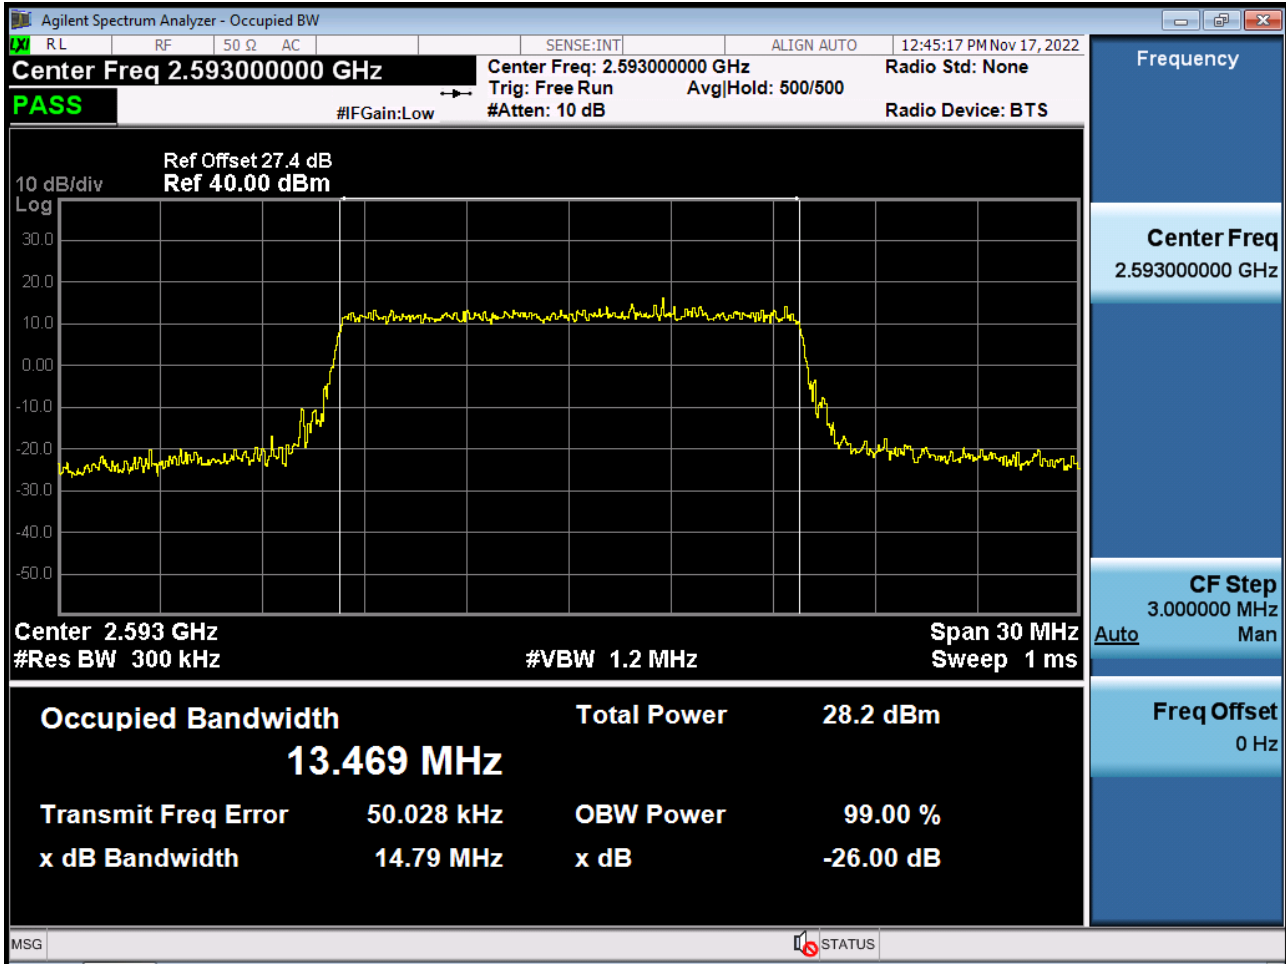 Agilent Spectrum Analyzer - Occupied BW
LXI RL RF 50 Ω AC SENSE:INT ALIGN AUTO 12:45:17 PM Nov 17, 2022
Center Freq 2.593000000 GHz
Center Freq: 2.593000000 GHz
Radio Std: None
Trig: Free Run Avg|Hold: 500/500
PASS
#IFGain:Low
#Atten: 10 dB
Radio Device: BTS
Ref Offset 27.4 dB
10 dB/div Ref 40.00 dBm
Log
30.0
20.0
10.0
0.00
-10.0
-20.0
-30.0
-40.0
-50.0
Center 2.593 GHz Span 30 MHz
#Res BW 300 kHz #VBW 1.2 MHz Sweep 1 ms
Occupied Bandwidth Total Power 28.2 dBm
13.469 MHz
Transmit Freq Error 50.028 kHz OBW Power 99.00 %
x dB Bandwidth 14.79 MHz x dB -26.00 dB
MSG STATUS
Frequency
Center Freq
2.593000000 GHz
CF Step
3.000000 MHz
Auto Man
Freq Offset
0 Hz